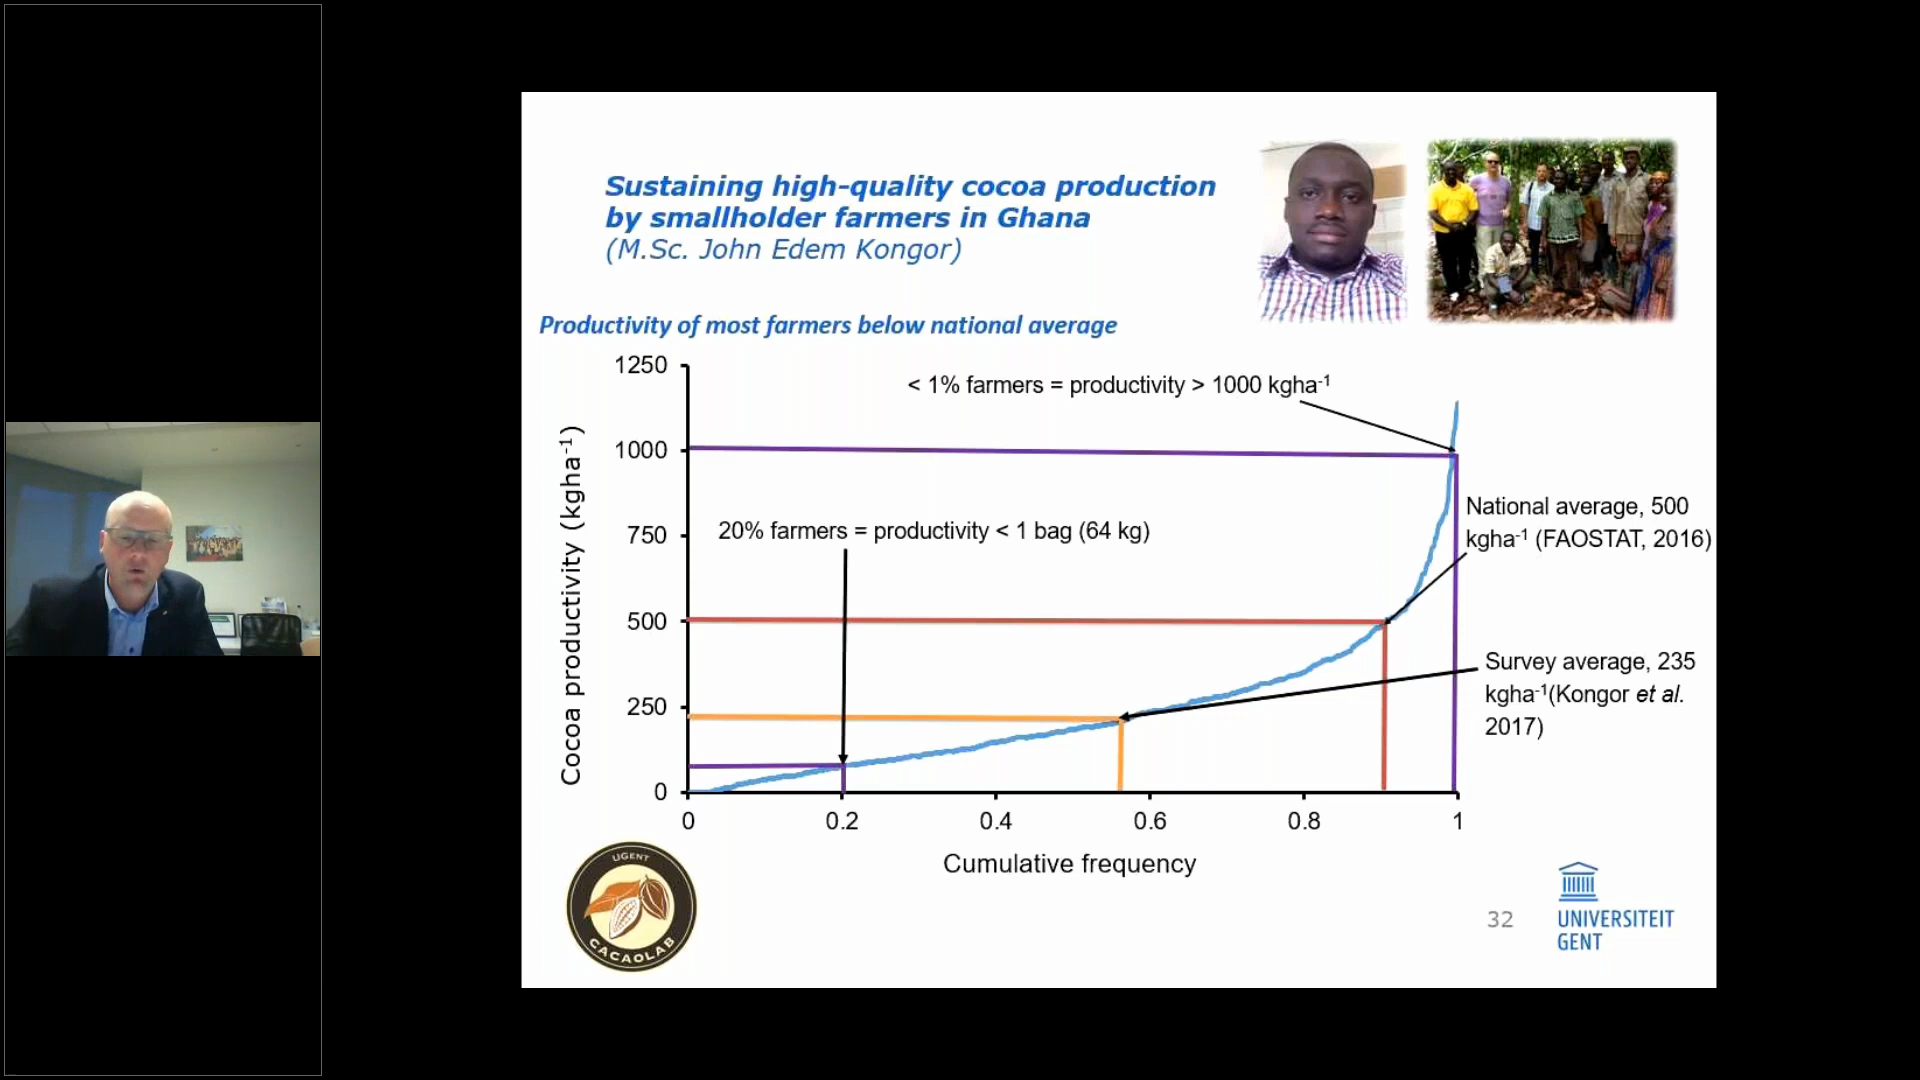 Sustaining high-quality cocoa production
by smallholder farmers in Ghana
(M.Sc. John Edem Kongor)
Productivity of most farmers below national average
Cocoa productivity (kgha⁻¹)
1250
1000
750
500
250
0
< 1% farmers = productivity > 1000 kgha⁻¹
20% farmers = productivity < 1 bag (64 kg)
National average, 500
kgha⁻¹ (FAOSTAT, 2016)
Survey average, 235
kgha⁻¹(Kongor et al.
2017)
0 0.2 0.4 0.6 0.8 1
Cumulative frequency
UGENT
CACAOLAB
32
UNIVERSITEIT
GENT